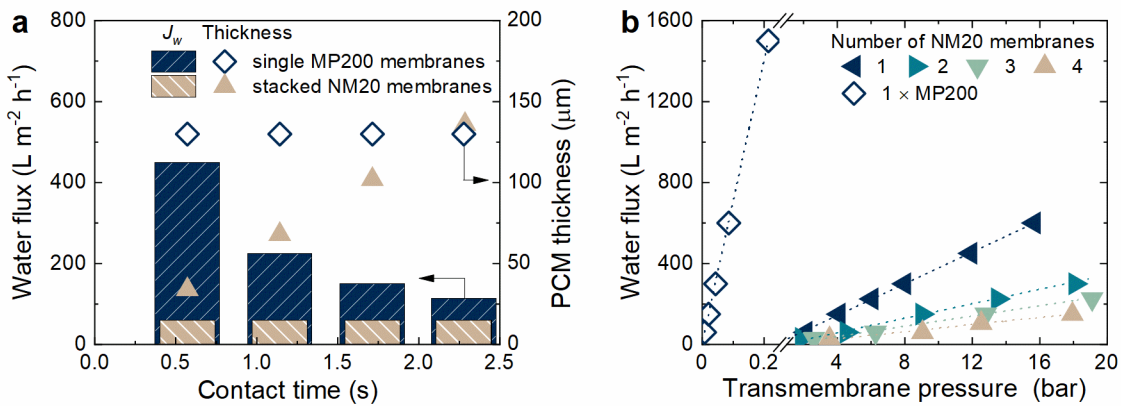 a
J_w Thickness
single MP200 membranes
stacked NM20 membranes
Water flux (L m⁻² h⁻¹)
800
600
400
200
0
0.0 0.5 1.0 1.5 2.0 2.5
Contact time (s)
200
150
100
50
0
PCM thickness (μm)
b
Number of NM20 membranes
1 2 3 4
1 × MP200
Water flux (L m⁻² h⁻¹)
1600
1200
800
400
0
0.0 0.2 4 8 12 16 20
Transmembrane pressure (bar)